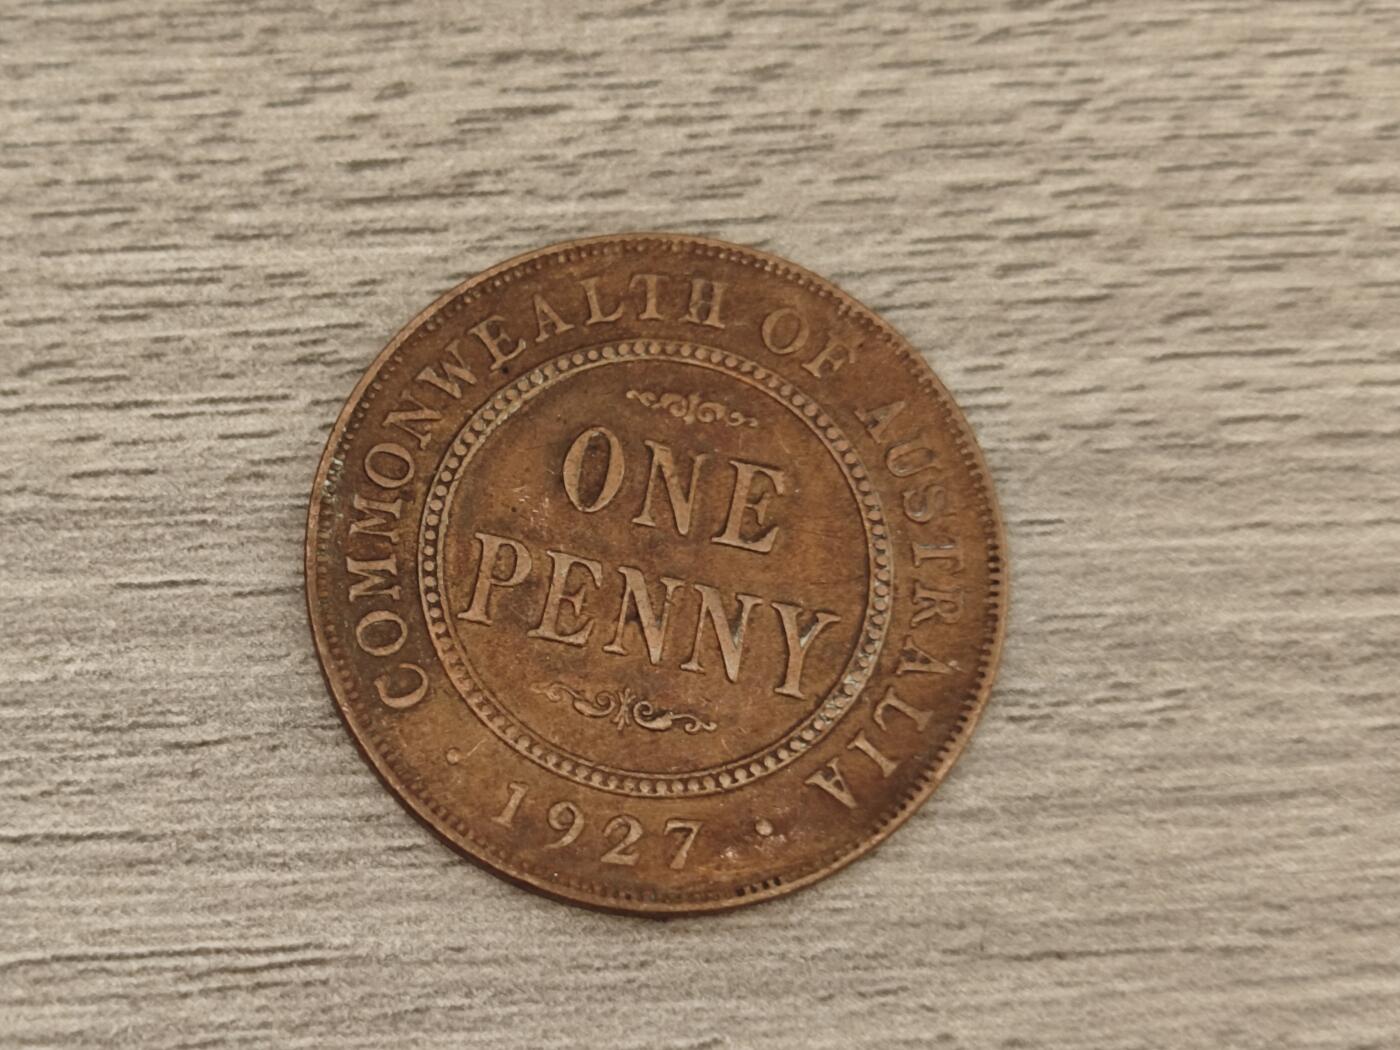 COMMONWEALTH OF AUSTRALIA
ONE
PENNY
· 1927 ·